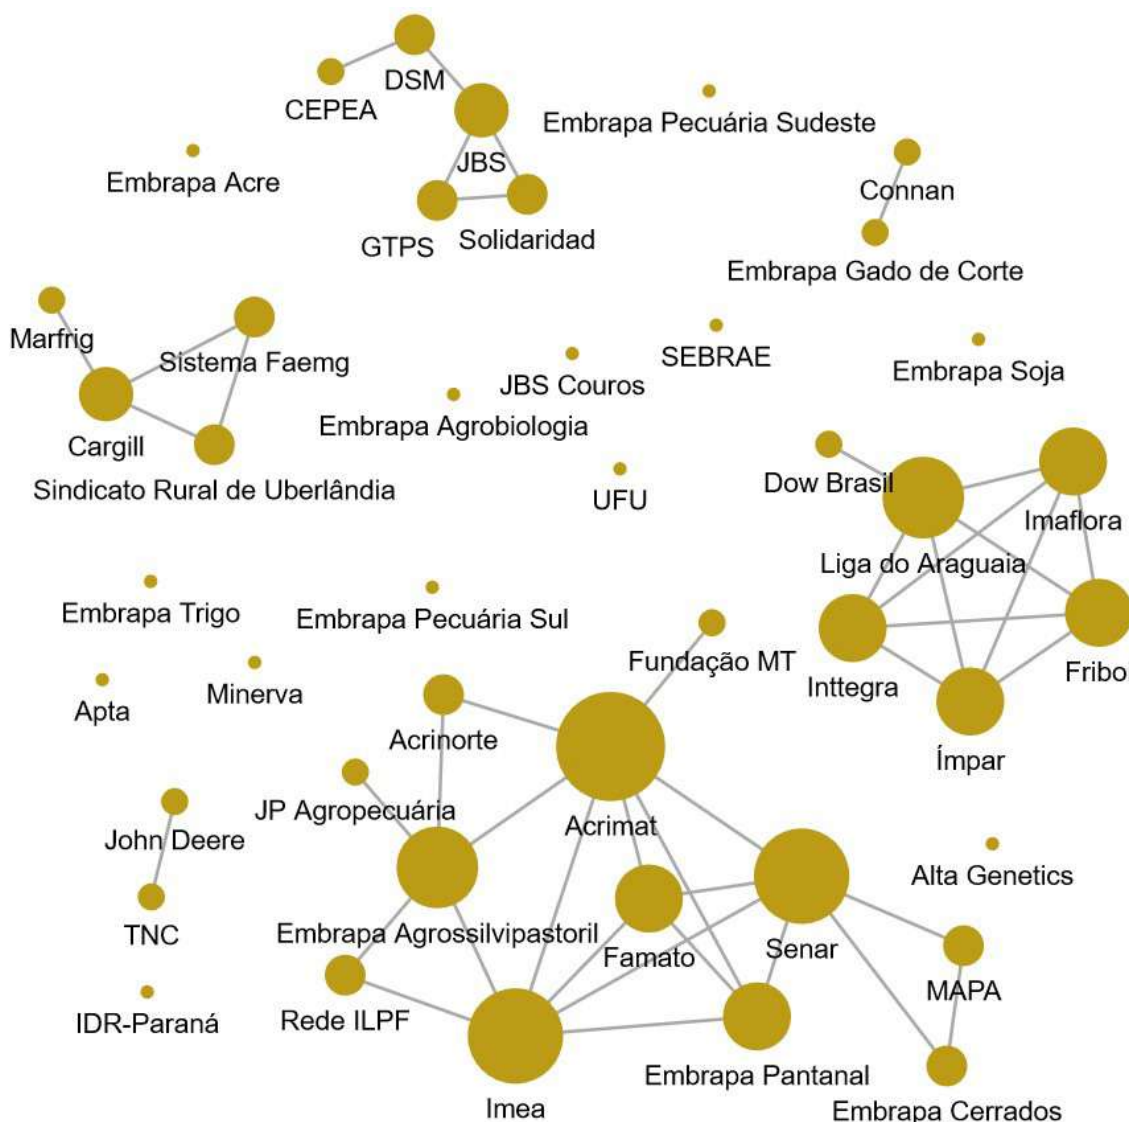 DSM
CEPEA
Embrapa Pecuária Sudeste
JBS
Embrapa Acre
Connan
GTPS
Solidaridad
Embrapa Gado de Corte
Marfrig
Sistema Faemg
SEBRAE
Embrapa Soja
JBS Couros
Embrapa Agrobiologia
Cargill
Sindicato Rural de Uberlândia
UFU
Dow Brasil
Imaflora
Liga do Araguaia
Embrapa Trigo
Embrapa Pecuária Sul
Fundação MT
Inttegra
Fribo
Apta
Minerva
Acrinorte
Ímpar
JP Agropecuária
Acrimat
John Deere
Alta Genetics
TNC
Embrapa Agrossilvipastoril
Famato
Senar
MAPA
IDR-Paraná
Rede ILPF
Embrapa Pantanal
Imea
Embrapa Cerrados